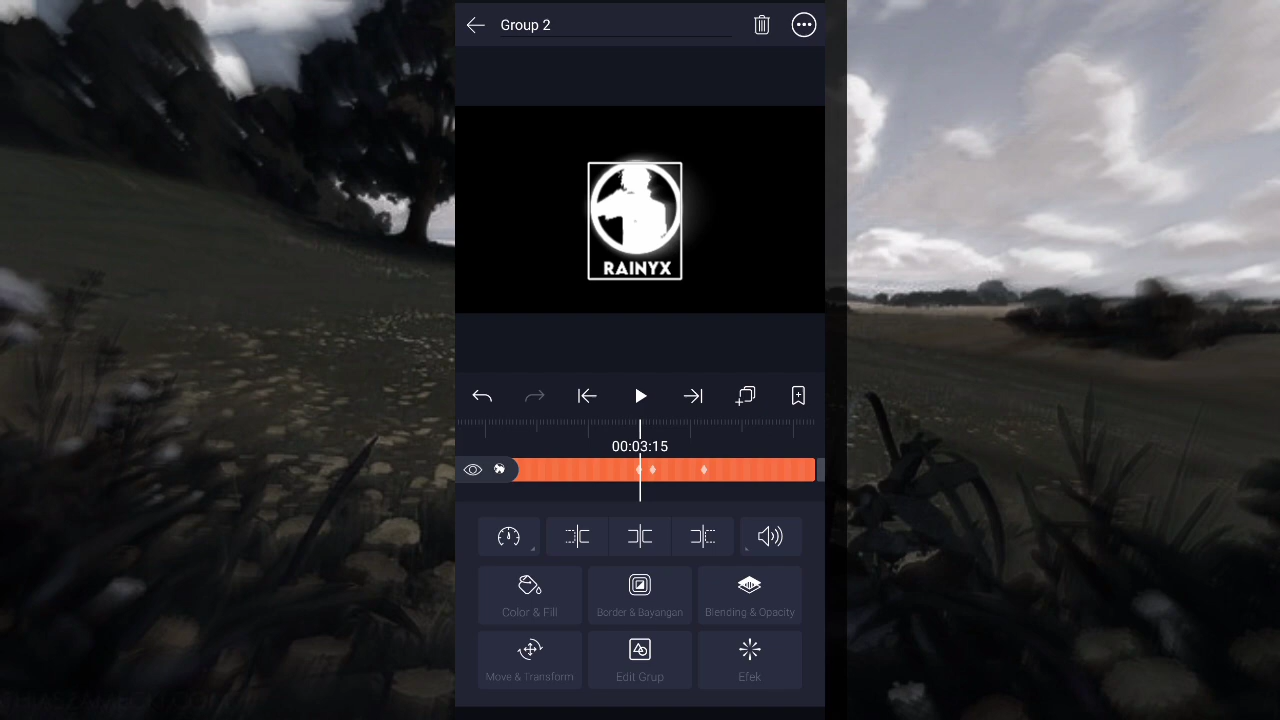 Group 2
RAINYX
00:03:15
Color & Fill
Border & Bayangan
Blending & Opacity
Move & Transform
Edit Grup
Efek